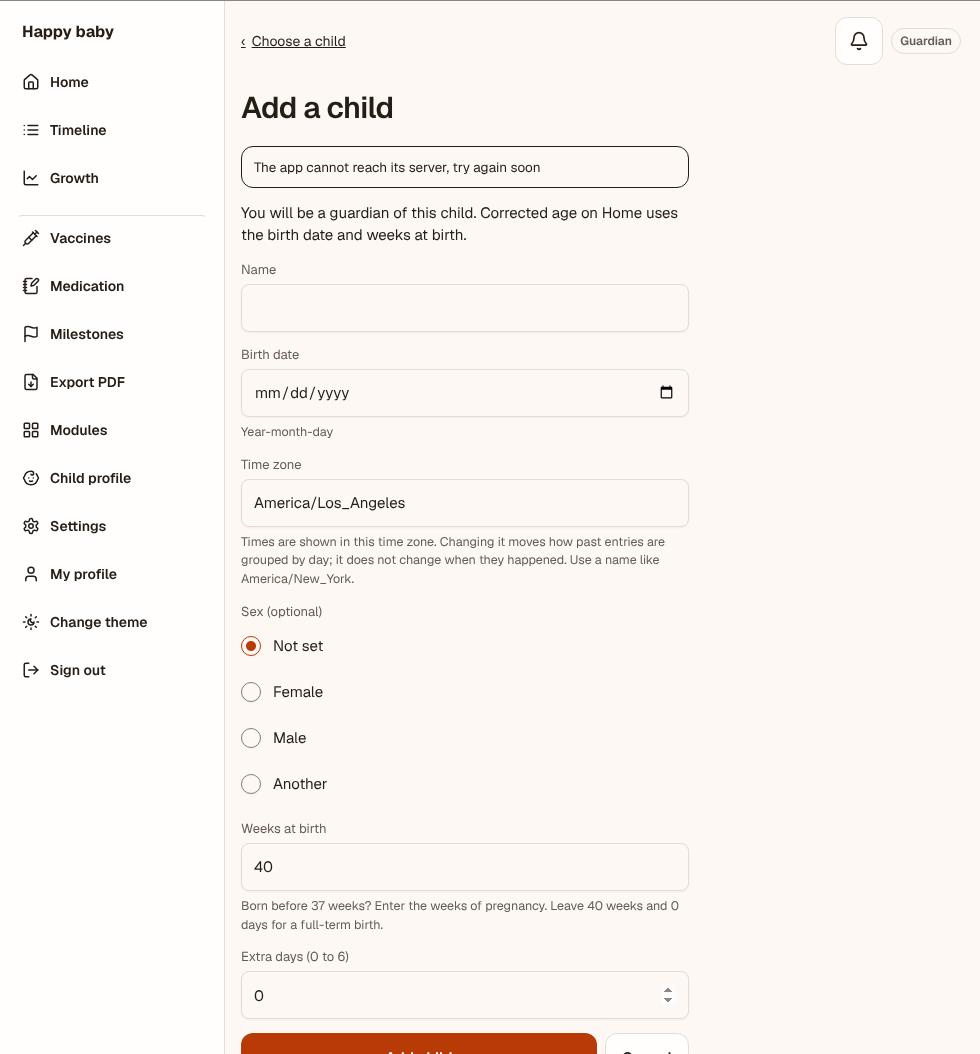 Happy baby
Home
Timeline
Growth
Vaccines
Medication
Milestones
Export PDF
Modules
Child profile
Settings
My profile
Change theme
Sign out
‹ Choose a child
Guardian
Add a child
The app cannot reach its server, try again soon
You will be a guardian of this child. Corrected age on Home uses
the birth date and weeks at birth.
Name
Birth date
mm/dd/yyyy
Year-month-day
Time zone
America/Los_Angeles
Times are shown in this time zone. Changing it moves how past entries are
grouped by day; it does not change when they happened. Use a name like
America/New_York.
Sex (optional)
Not set
Female
Male
Another
Weeks at birth
40
Born before 37 weeks? Enter the weeks of pregnancy. Leave 40 weeks and 0
days for a full-term birth.
Extra days (0 to 6)
0